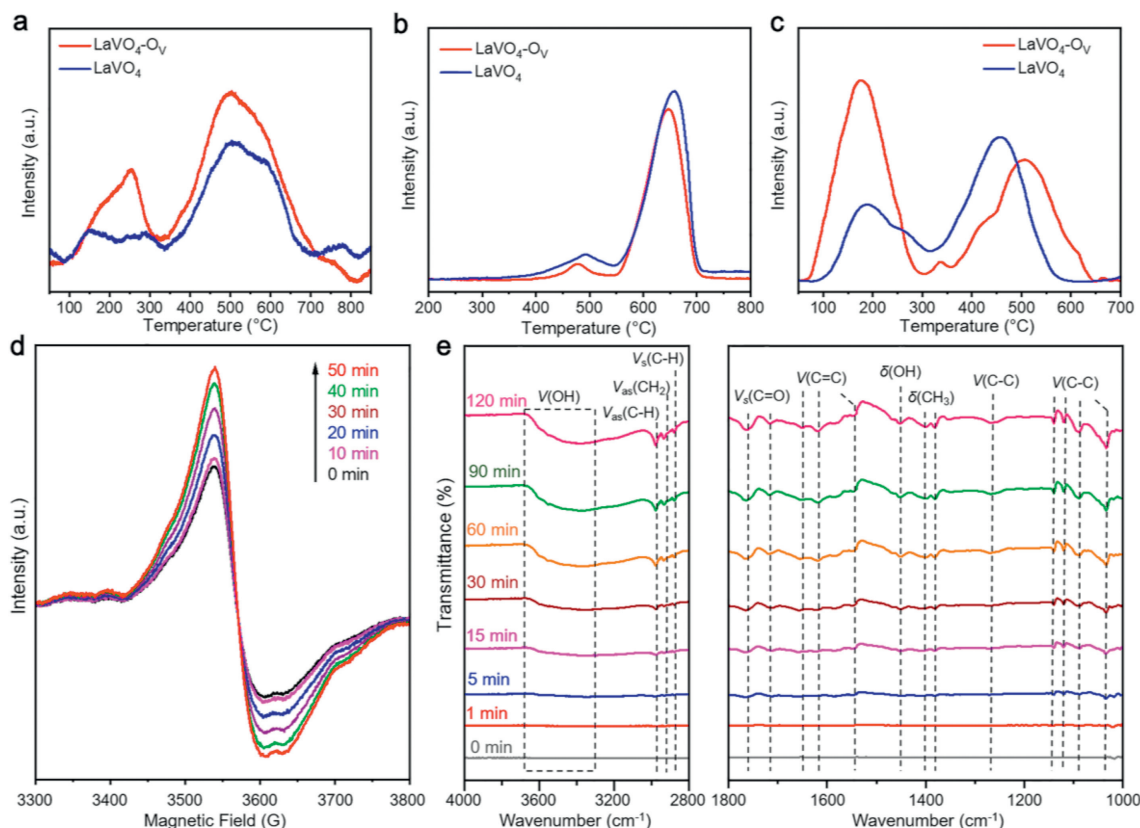 a
LaVO₄-Oᵥ
LaVO₄
Intensity (a.u.)
100 200 300 400 500 600 700 800
Temperature (°C)
b
LaVO₄-Oᵥ
LaVO₄
Intensity (a.u.)
200 300 400 500 600 700 800
Temperature (°C)
c
LaVO₄-Oᵥ
LaVO₄
Intensity (a.u.)
0 100 200 300 400 500 600 700
Temperature (°C)
d
50 min
40 min
30 min
20 min
10 min
0 min
Intensity (a.u.)
3300 3400 3500 3600 3700 3800
Magnetic Field (G)
e
Vₛ(C-H)
Vₐₛ(CH₂)
V(OH)
Vₐₛ(C-H)
120 min
90 min
60 min
30 min
15 min
5 min
1 min
0 min
Transmittance (%)
4000 3600 3200 2800
Wavenumber (cm⁻¹)
Vₛ(C=O)
V(C=C)
δ(OH)
δ(CH₃)
V(C-C)
V(C-C)
1800 1600 1400 1200 1000
Wavenumber (cm⁻¹)